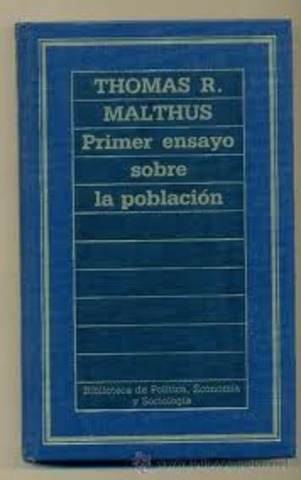 THOMAS R.
MALTHUS
Primer ensayo
sobre
la población
Biblioteca de Política, Economía
y Sociología